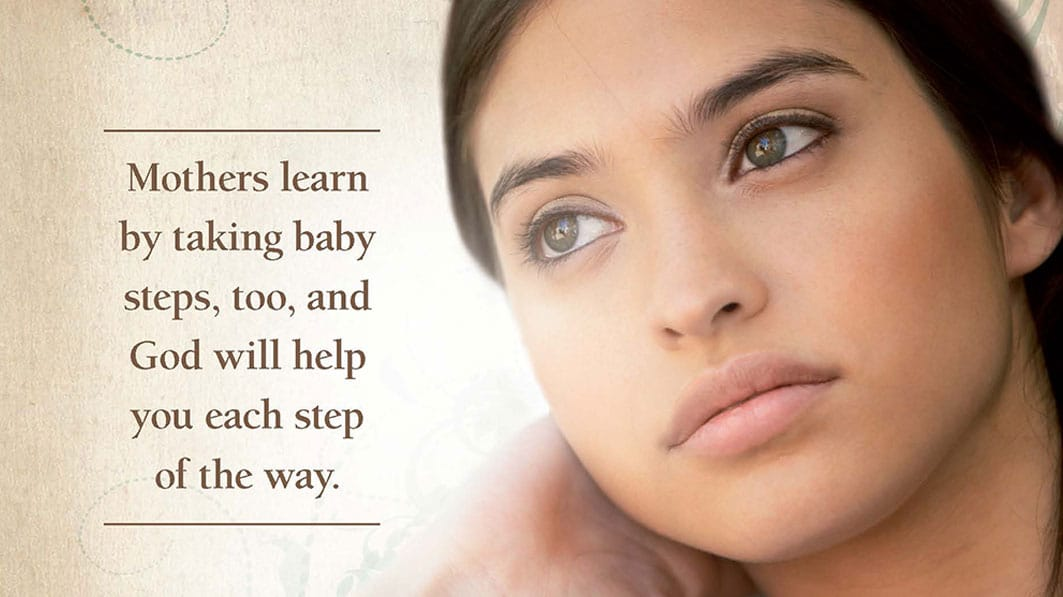 Mothers learn
by taking baby
steps, too, and
God will help
you each step
of the way.